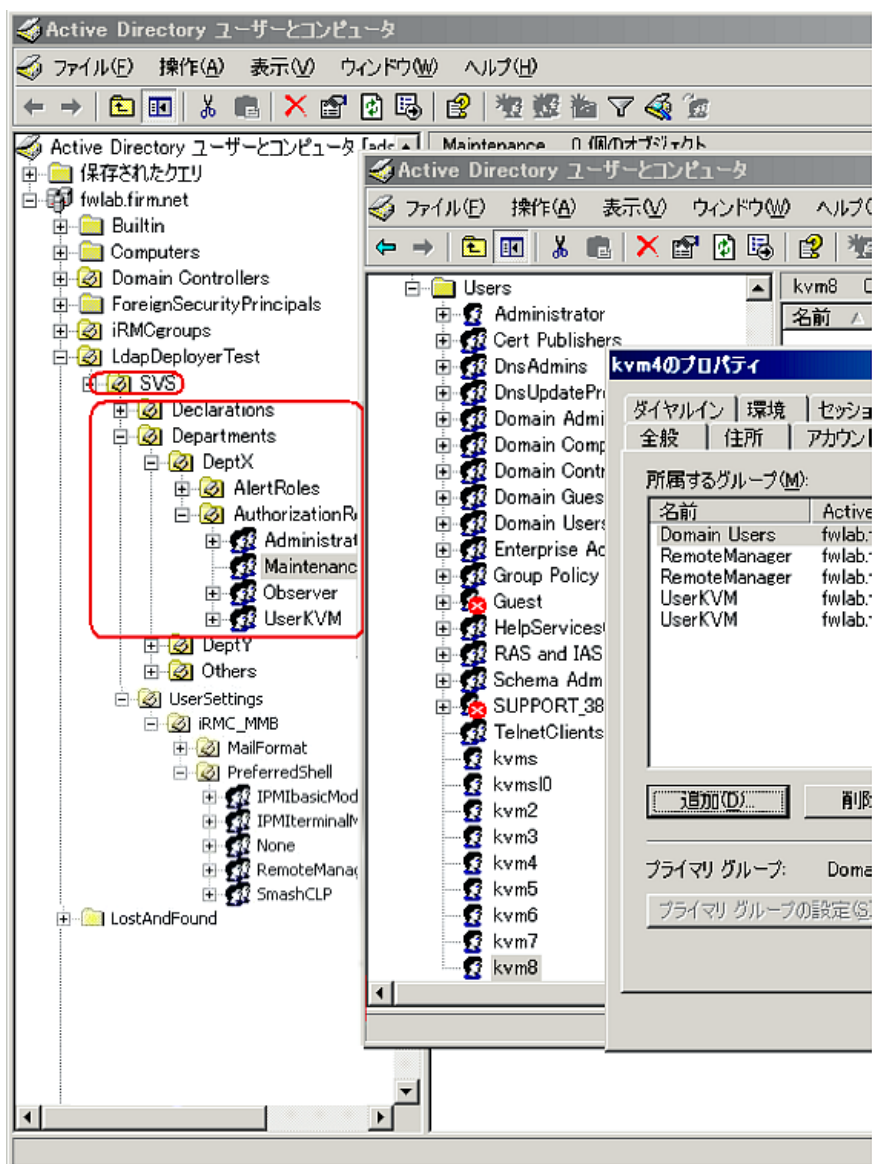 Active Directory ユーザーとコンピュータ
ファイル(F) 操作(A) 表示(V) ウィンドウ(W) ヘルプ(H)
Active Directory ユーザーとコンピュータ [adc
Maintenance 0 個のオブジェクト
保存されたクエリ
fwlab.firm.net
Builtin
Computers
Domain Controllers
ForeignSecurityPrincipals
iRMCgroups
LdapDeployerTest
SVS
Declarations
Departments
DeptX
AlertRoles
AuthorizationR
Administrat
Maintenanc
Observer
UserKVM
DeptY
Others
UserSettings
iRMC_MMB
MailFormat
PreferredShell
IPMIbasicMod
IPMIterminalM
None
RemoteManag
SmashCLP
LostAndFound
Active Directory ユーザーとコンピュータ
ファイル(F) 操作(A) 表示(V) ウィンドウ(W) ヘルプ(
Users
Administrator
Cert Publishers
DnsAdmins
DnsUpdatePr
Domain Admi
Domain Comp
Domain Contr
Domain Gues
Domain Users
Enterprise Ad
Group Policy
Guest
HelpServices
RAS and IAS
Schema Adm
SUPPORT_38
TelnetClients
kvms
kvmsl0
kvm2
kvm3
kvm4
kvm5
kvm6
kvm7
kvm8
kvm8
名前
kvm4のプロパティ
ダイヤルイン 環境 セッショ
全般 住所 アカウント
所属するグループ(M):
名前 Active
Domain Users fwlab.
RemoteManager fwlab.
RemoteManager fwlab.
UserKVM fwlab.
UserKVM fwlab.
追加(D)... 削除
プライマリ グループ: Doma
プライマリ グループの設定(S)